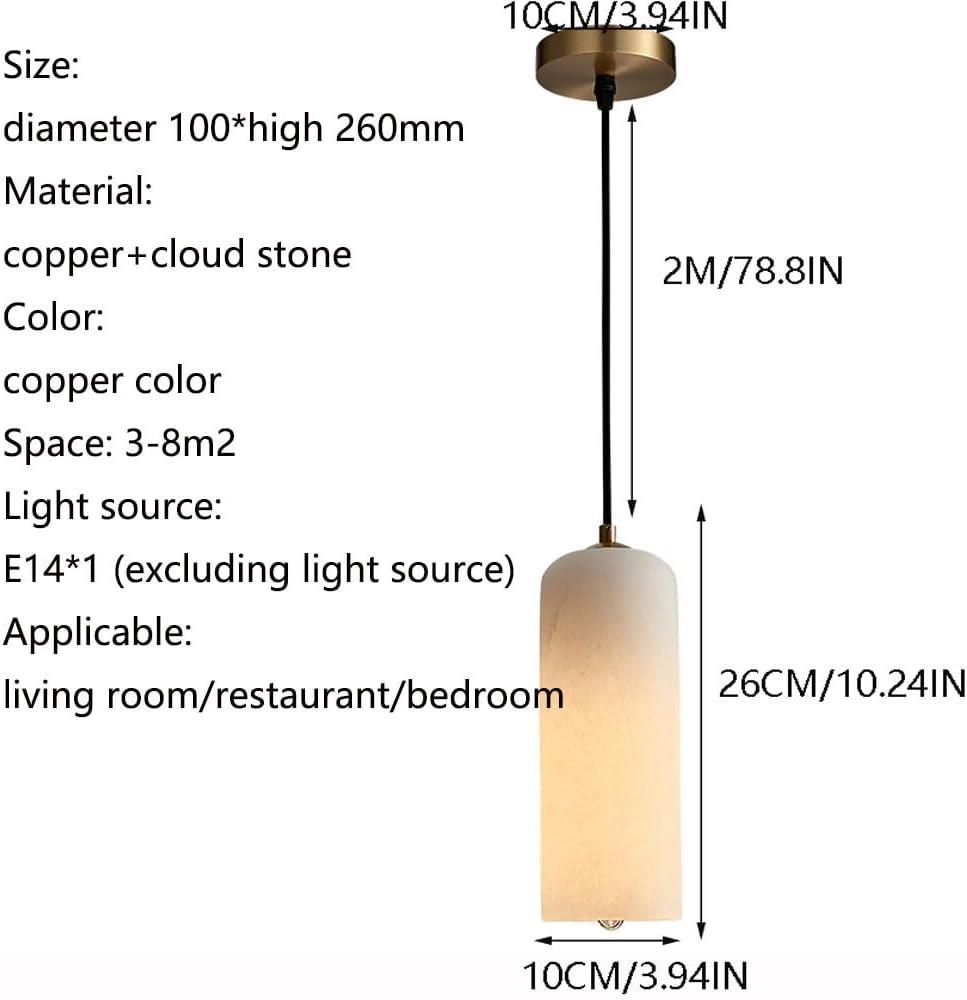 10CM/3.94IN
Size:
diameter 100*high 260mm
Material:
copper+cloud stone
2M/78.8IN
Color:
copper color
Space: 3-8m2
Light source:
E14*1 (excluding light source)
Applicable:
living room/restaurant/bedroom
26CM/10.24IN
10CM/3.94IN